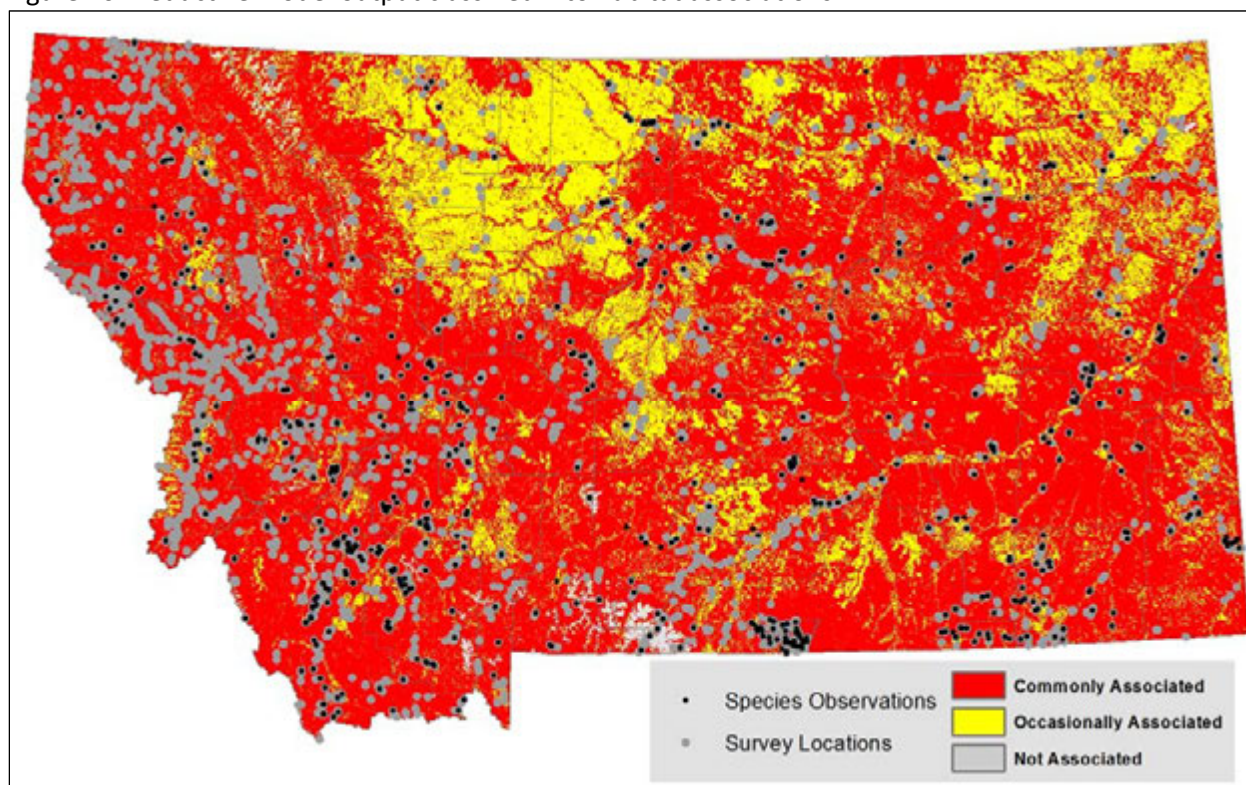 Species Observations
Survey Locations
Commonly Associated
Occasionally Associated
Not Associated